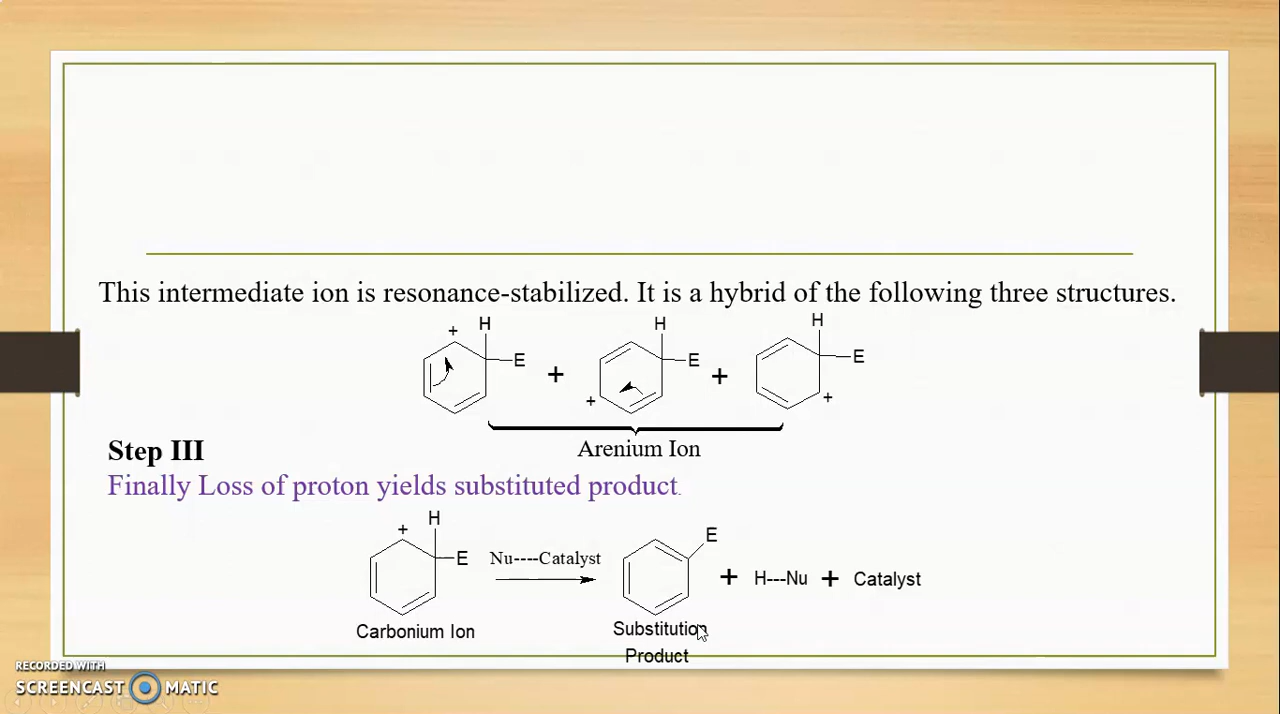 This intermediate ion is resonance-stabilized. It is a hybrid of the following three structures.
+ H E + H E + + H E +
Arenium Ion
Step III
Finally Loss of proton yields substituted product.
+ H E Nu----Catalyst E + H---Nu + Catalyst
Carbonium Ion Substitution
Product
RECORDED WITH
SCREENCAST MATIC